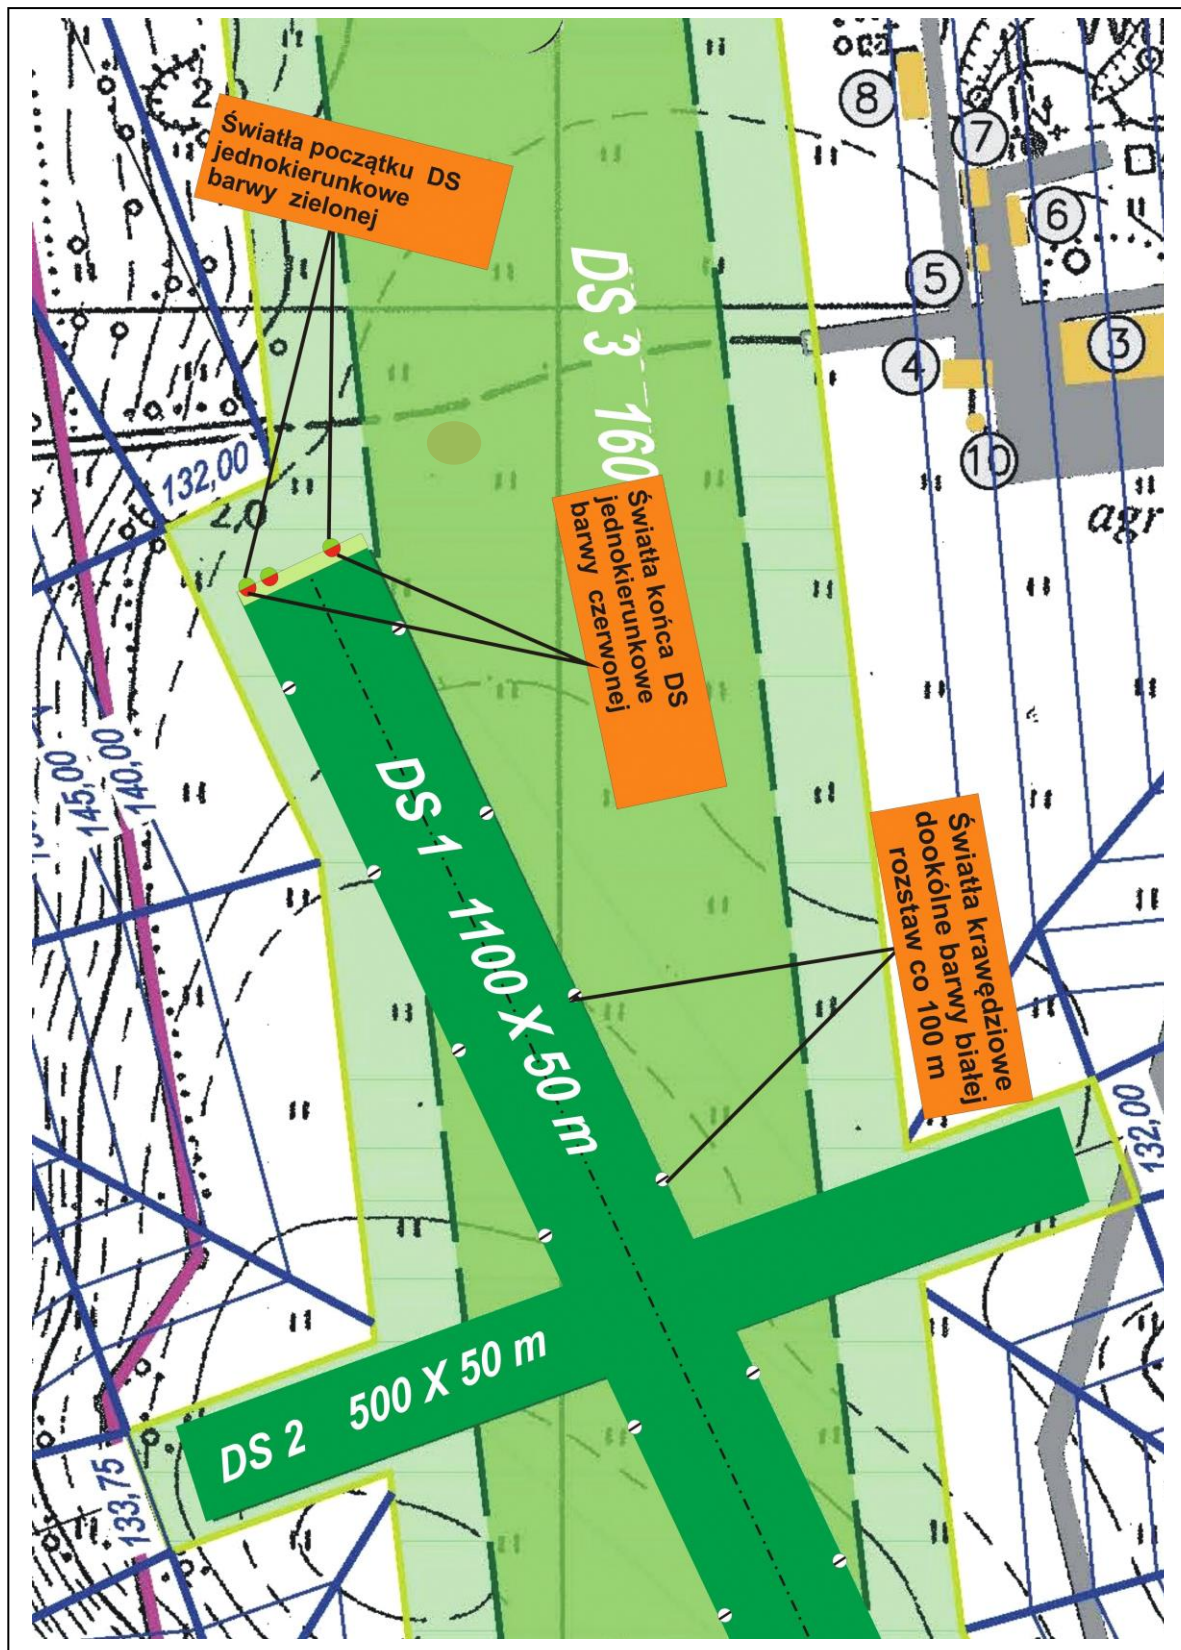 8
7
Światła początku DS
jednokierunkowe
barwy zielonej
6
5
DS 3 160
3
4
132,00
10
2,0
agr
Światła końca DS
jednokierunkowe
barwy czerwonej
140,00
145,00
DS 1 1100 X 50 m
Światła krawędziowe
dookólne barwy białej
rozstaw co 100 m
132,00
DS 2 500 X 50 m
133,75